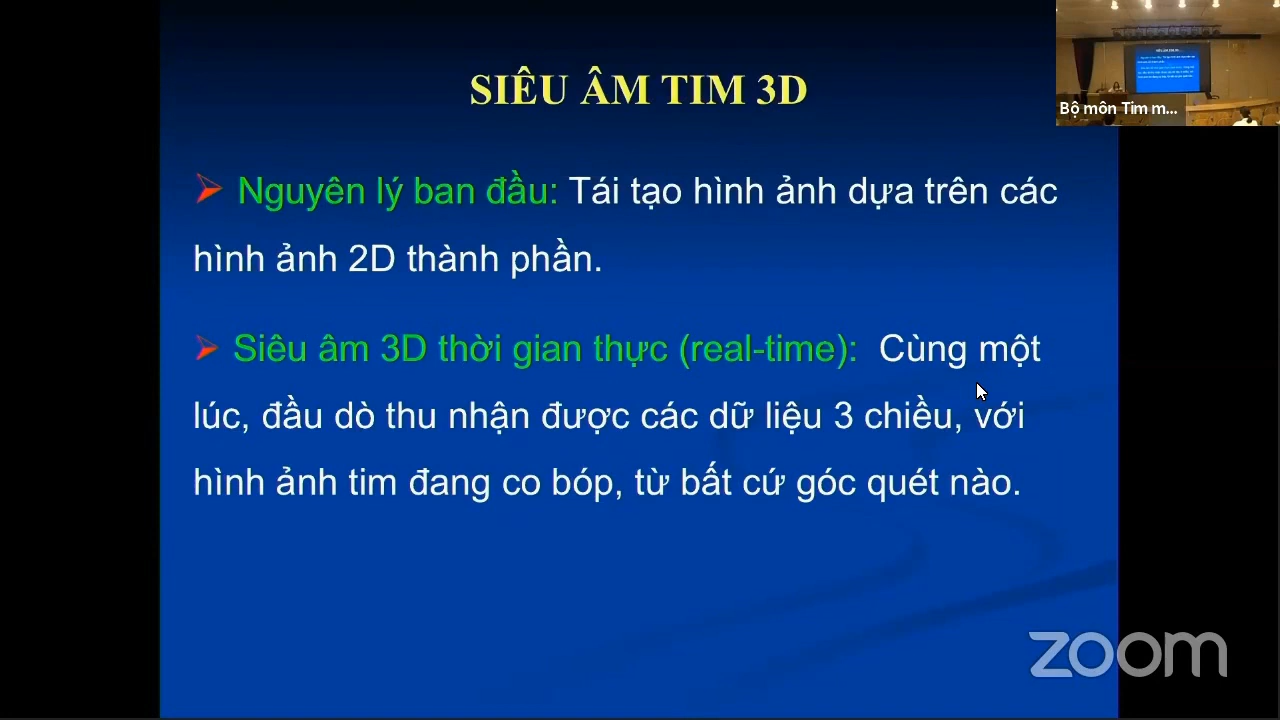 SIÊU ÂM TIM 3D
Bộ môn Tim m...
Nguyên lý ban đầu: Tái tạo hình ảnh dựa trên các
hình ảnh 2D thành phần.
Siêu âm 3D thời gian thực (real-time): Cùng một
lúc, đầu dò thu nhận được các dữ liệu 3 chiều, với
hình ảnh tim đang co bóp, từ bất cứ góc quét nào.
zoom